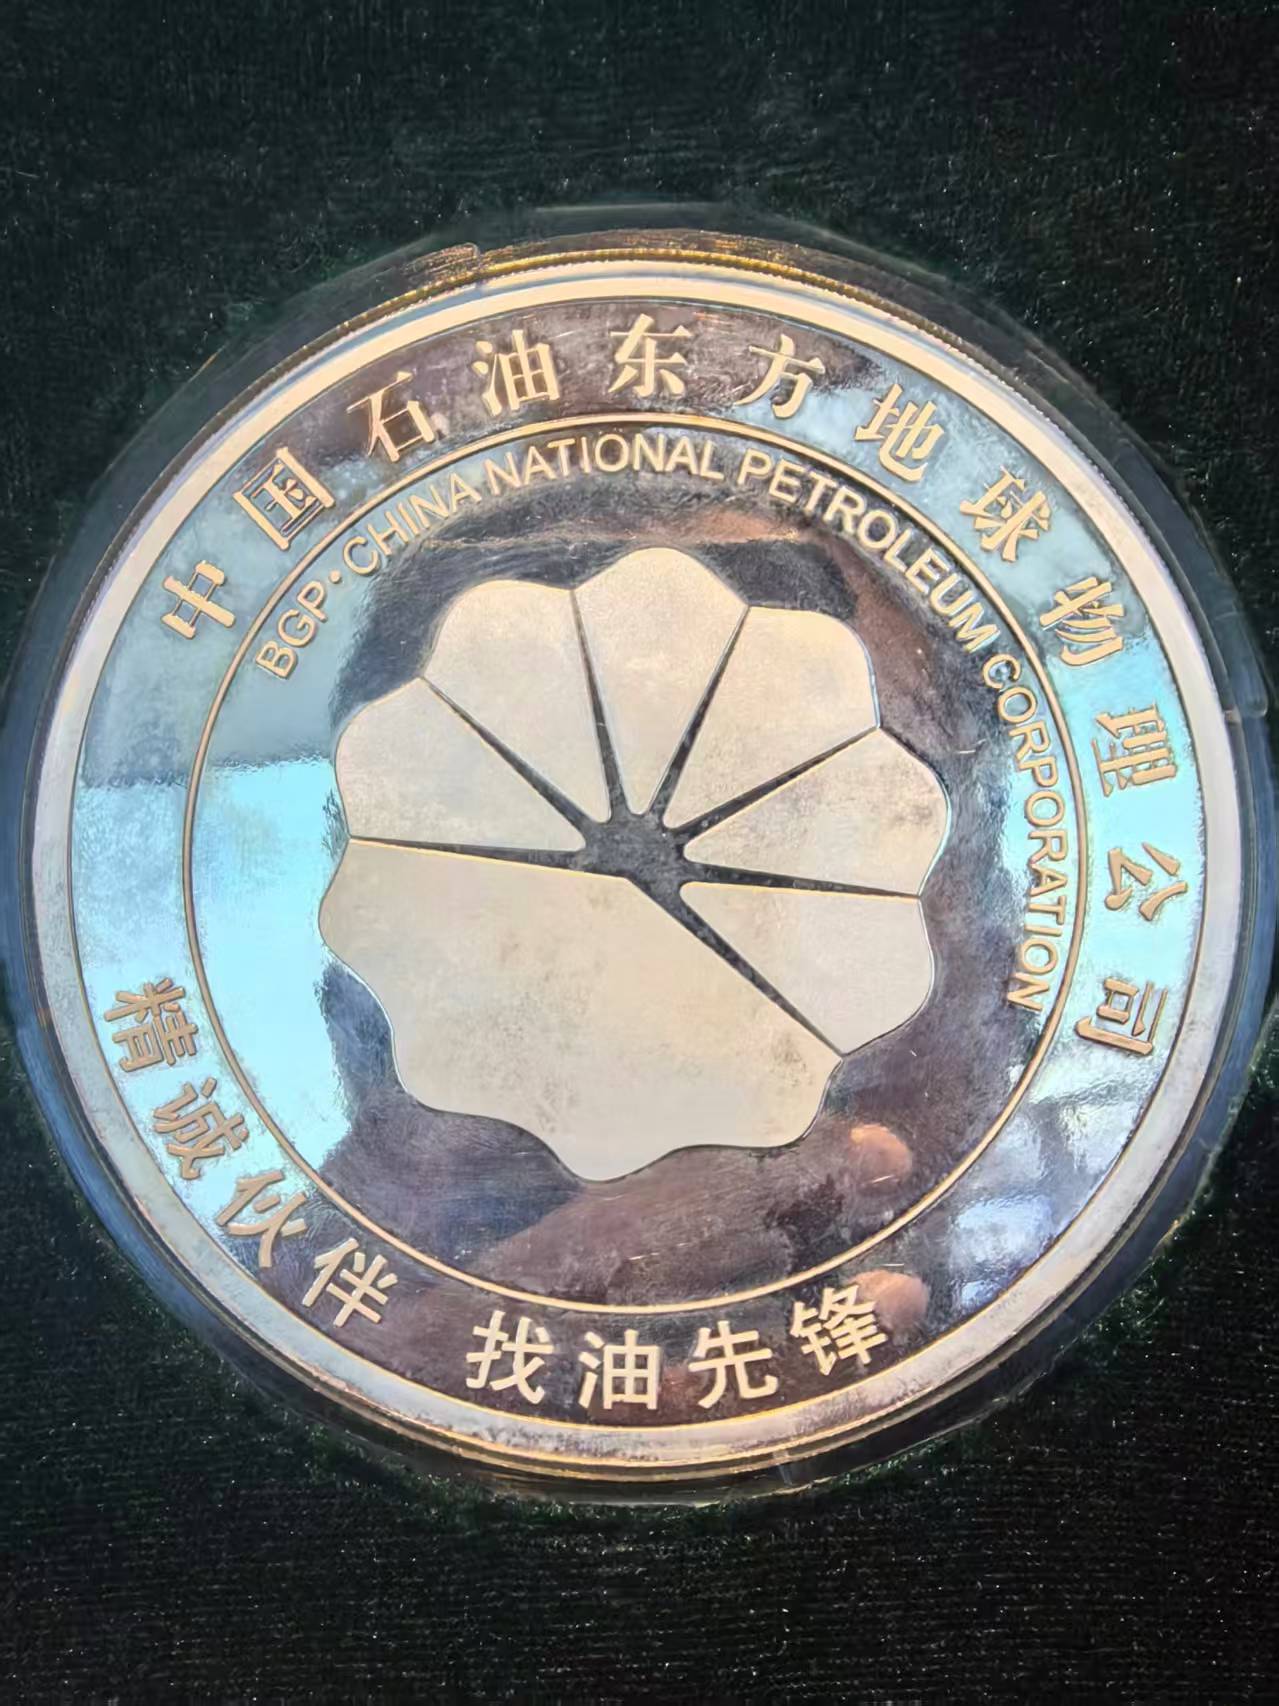 中国石油东方地球物理公司
BGP·CHINA NATIONAL PETROLEUM CORPORATION
精诚伙伴 找油先锋